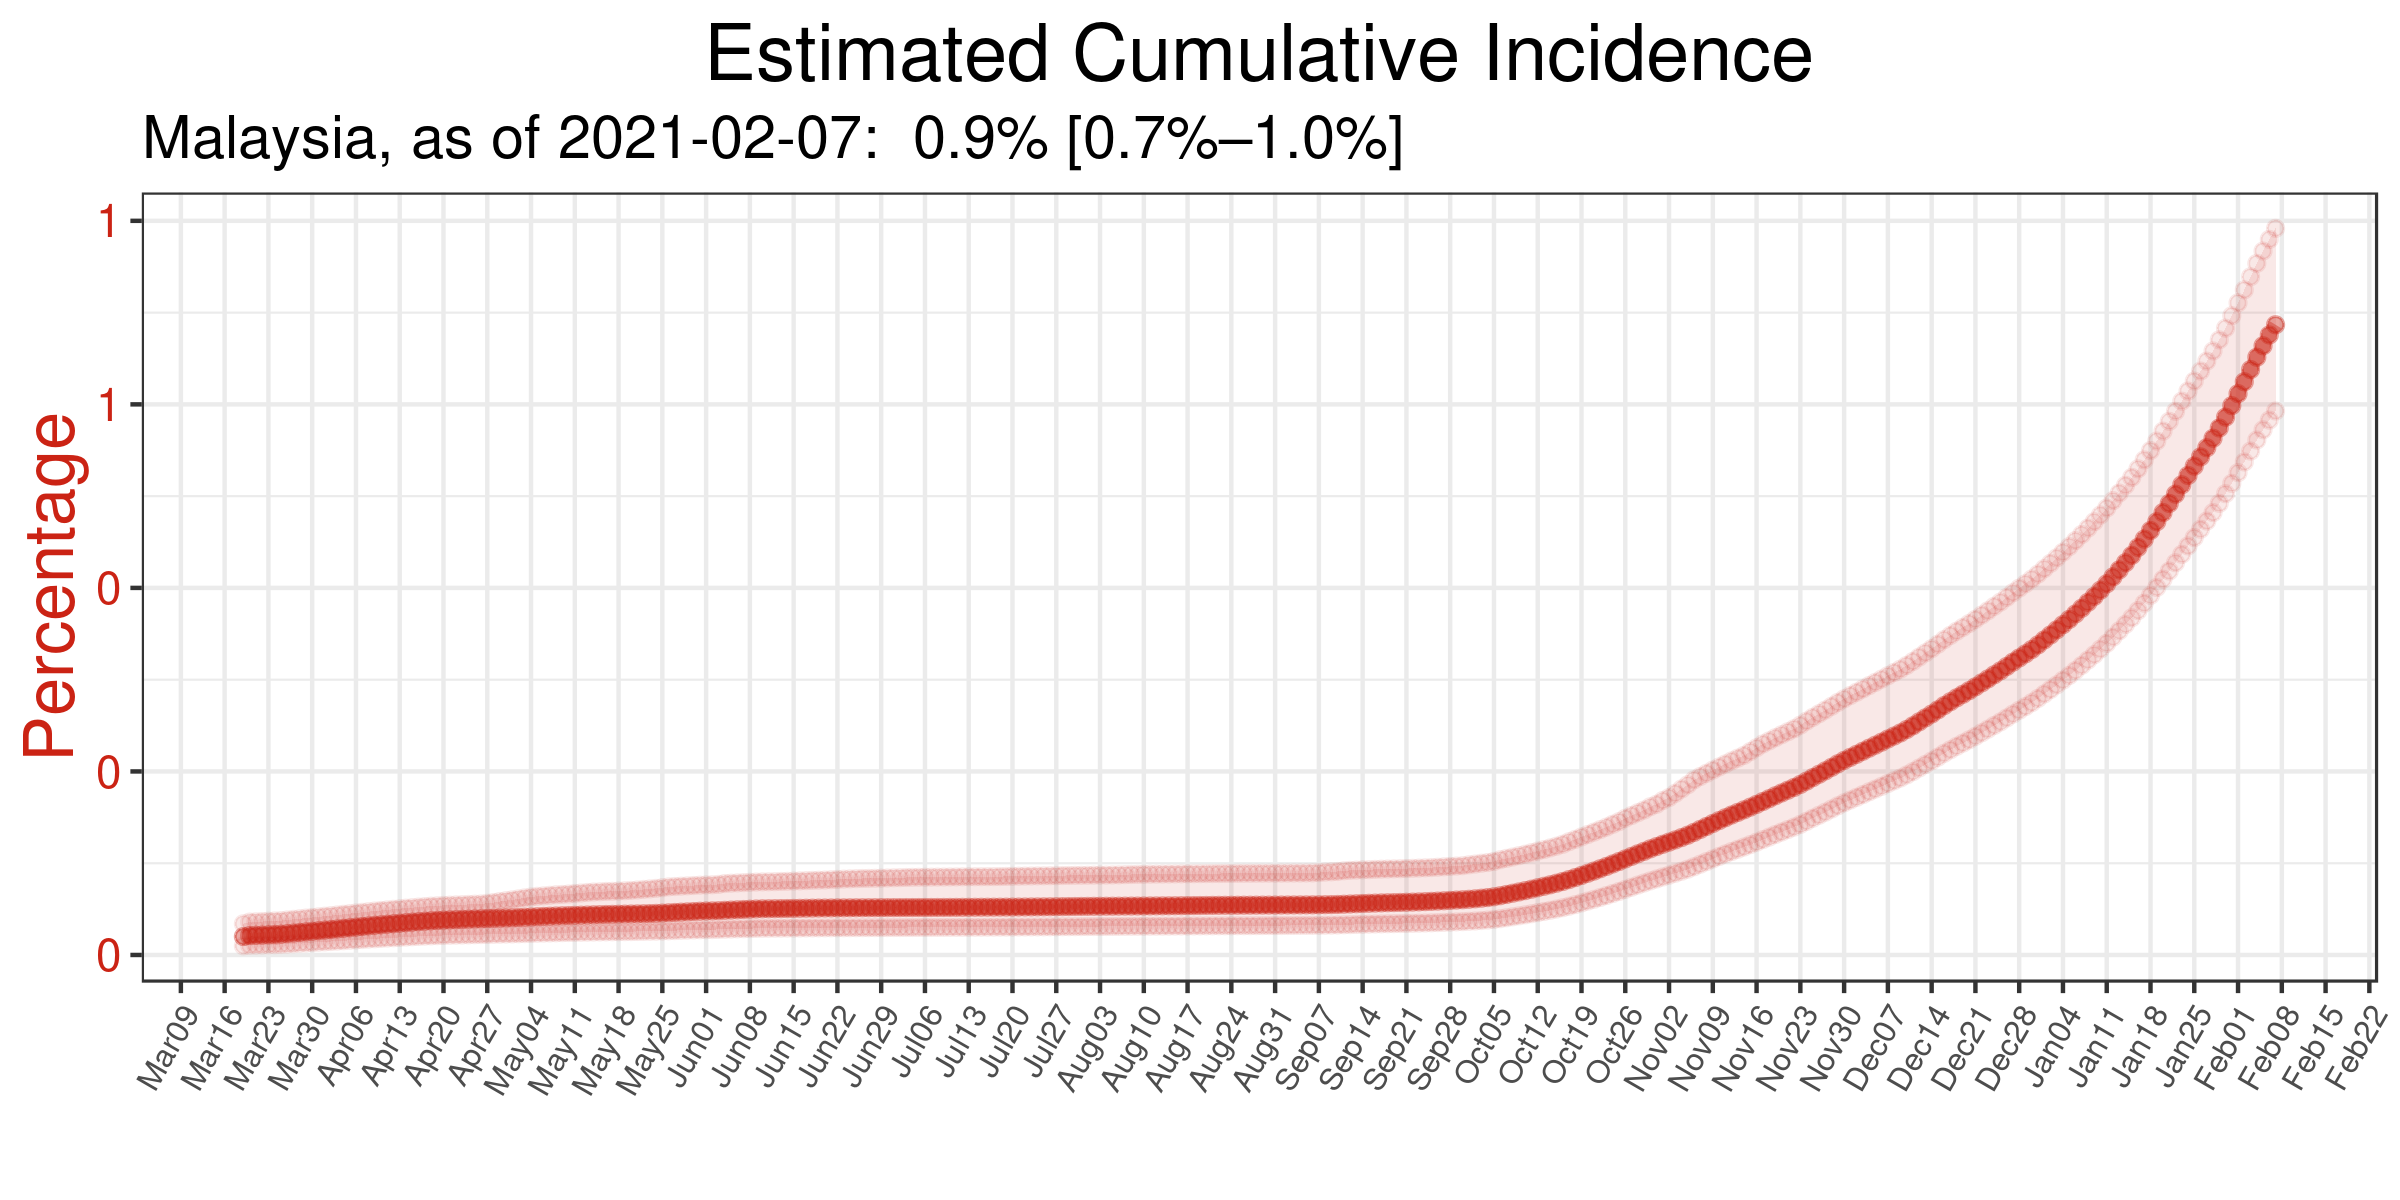 Estimated Cumulative Incidence
Malaysia, as of 2021-02-07:  0.9% [0.7%–1.0%]
Percentage
1
1
0
0
0
Mar09
Mar16
Mar23
Mar30
Apr06
Apr13
Apr20
Apr27
May04
May11
May18
May25
Jun01
Jun08
Jun15
Jun22
Jun29
Jul06
Jul13
Jul20
Jul27
Aug03
Aug10
Aug17
Aug24
Aug31
Sep07
Sep14
Sep21
Sep28
Oct05
Oct12
Oct19
Oct26
Nov02
Nov09
Nov16
Nov23
Nov30
Dec07
Dec14
Dec21
Dec28
Jan04
Jan11
Jan18
Jan25
Feb01
Feb08
Feb15
Feb22